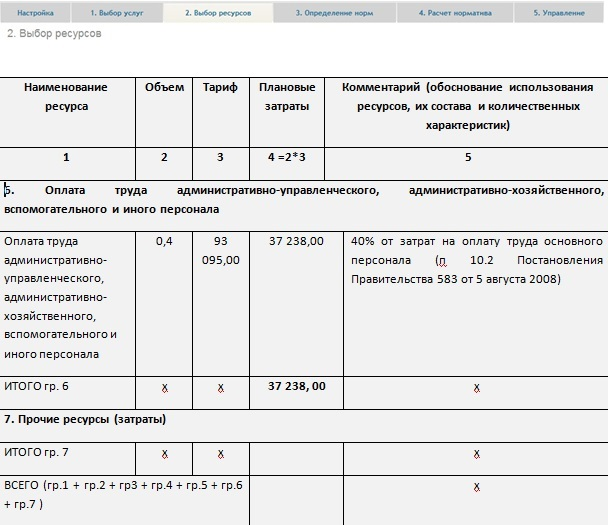 Настройка 1. Выбор услуг 2. Выбор ресурсов 3. Определение норм 4. Расчет норматива 5. Управление
2. Выбор ресурсов
Наименование ресурса Объем Тариф Плановые затраты Комментарий (обоснование использования ресурсов, их состава и количественных характеристик)
1 2 3 4 =2*3 5
6. Оплата труда административно-управленческого, административно-хозяйственного,
вспомогательного и иного персонала
Оплата труда 0,4 93 37 238,00 40% от затрат на оплату труда основного
административно- 095,00 персонала (п 10.2 Постановления
управленческого, Правительства 583 от 5 августа 2008)
административно-
хозяйственного,
вспомогательного и
иного персонала
ИТОГО гр. 6 х х 37 238, 00 х
7. Прочие ресурсы (затраты)
ИТОГО гр. 7 х х х
ВСЕГО (гр.1 + гр.2 + гр3 + гр.4 + гр.5 + гр.6 х
+ гр.7 )